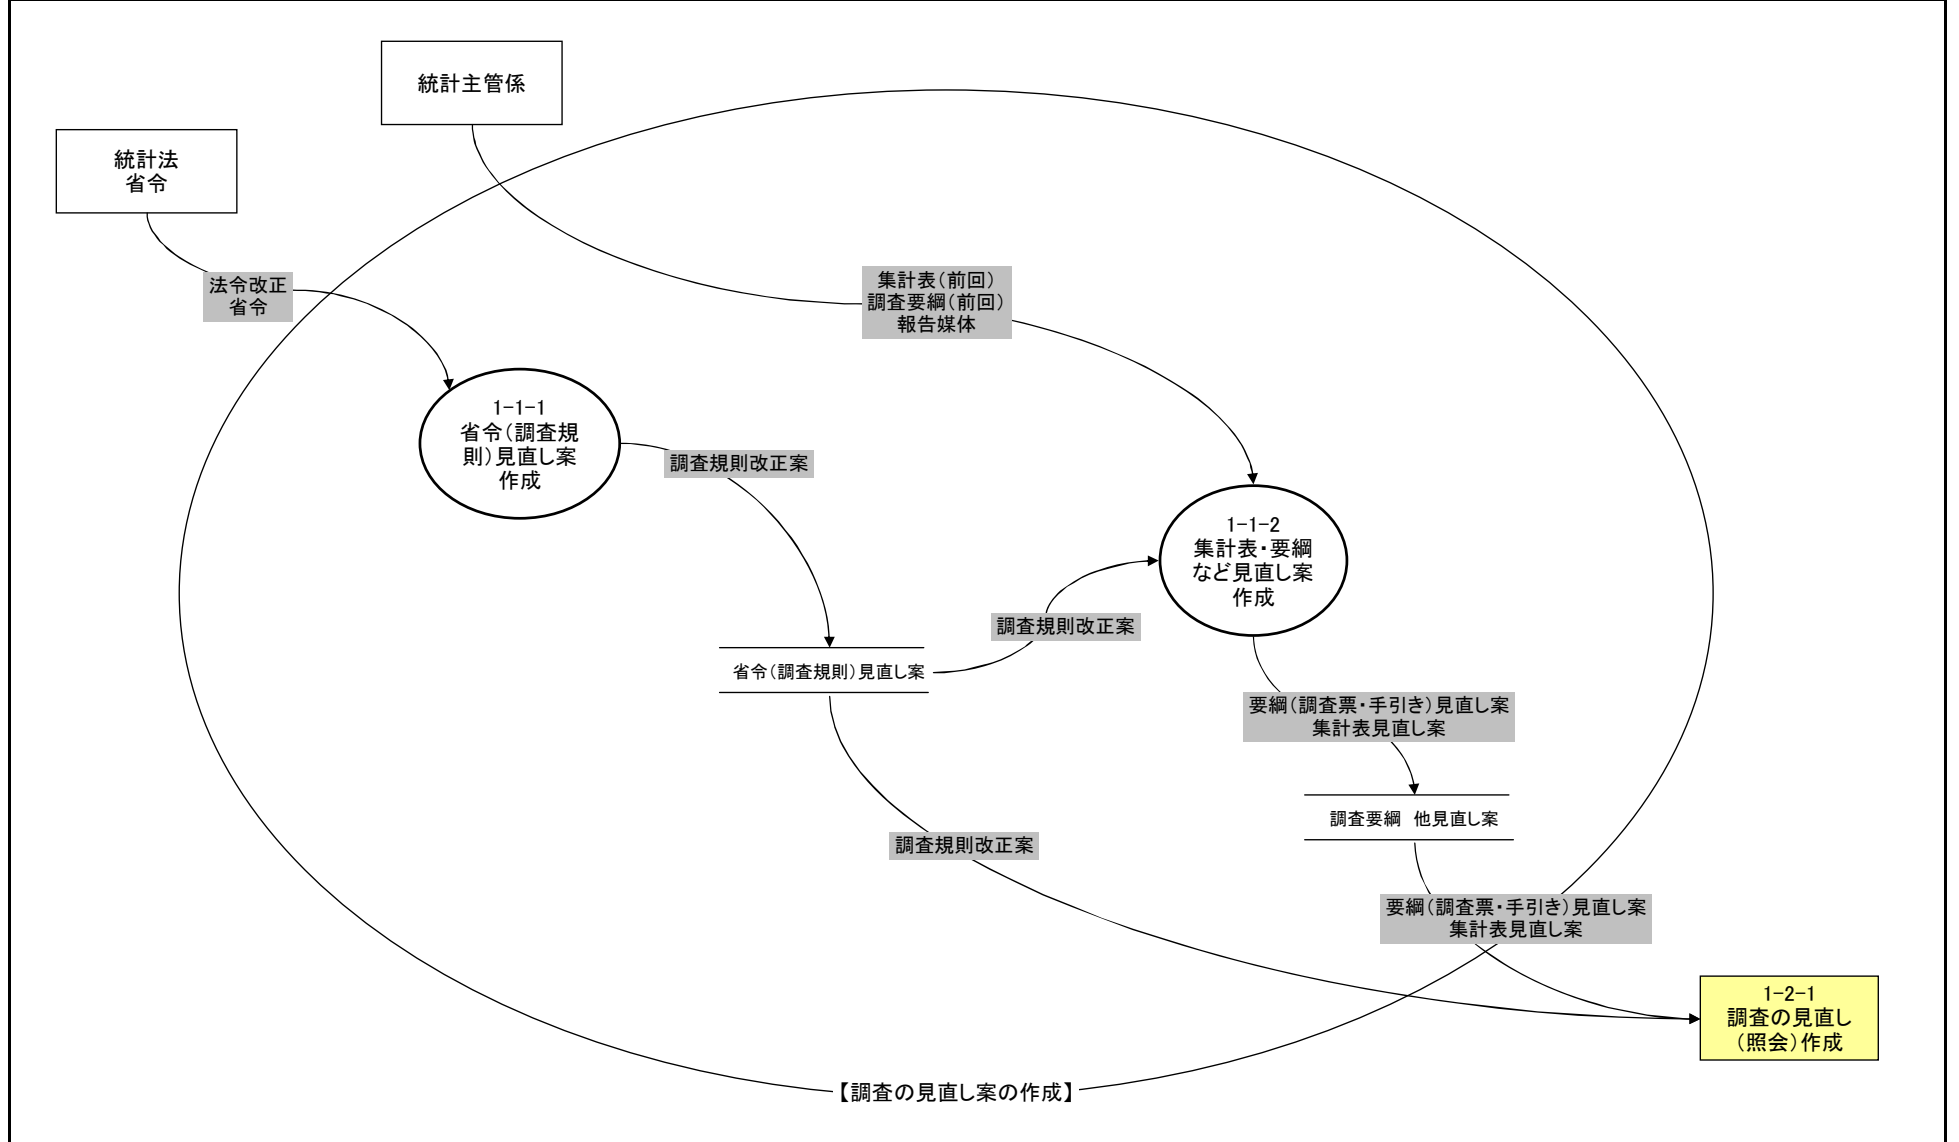 統計主管係
統計法
省令
法令改正
省令
集計表(前回)
調査要綱(前回)
報告媒体
1-1-1
省令(調査規
則)見直し案
作成
調査規則改正案
1-1-2
集計表・要綱
など見直し案
作成
調査規則改正案
省令(調査規則)見直し案
要綱(調査票・手引き)見直し案
集計表見直し案
調査要綱 他見直し案
調査規則改正案
要綱(調査票・手引き)見直し案
集計表見直し案
1-2-1
調査の見直し
(照会)作成
【調査の見直し案の作成】